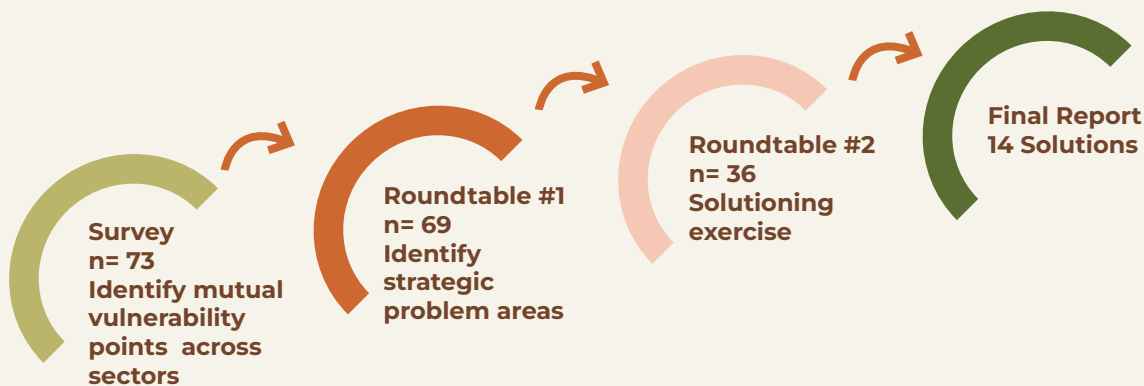 Survey
n= 73
Identify mutual
vulnerability
points  across
sectors
Roundtable #1
n= 69
Identify
strategic
problem areas
Roundtable #2
n= 36
Solutioning
exercise
Final Report
14 Solutions